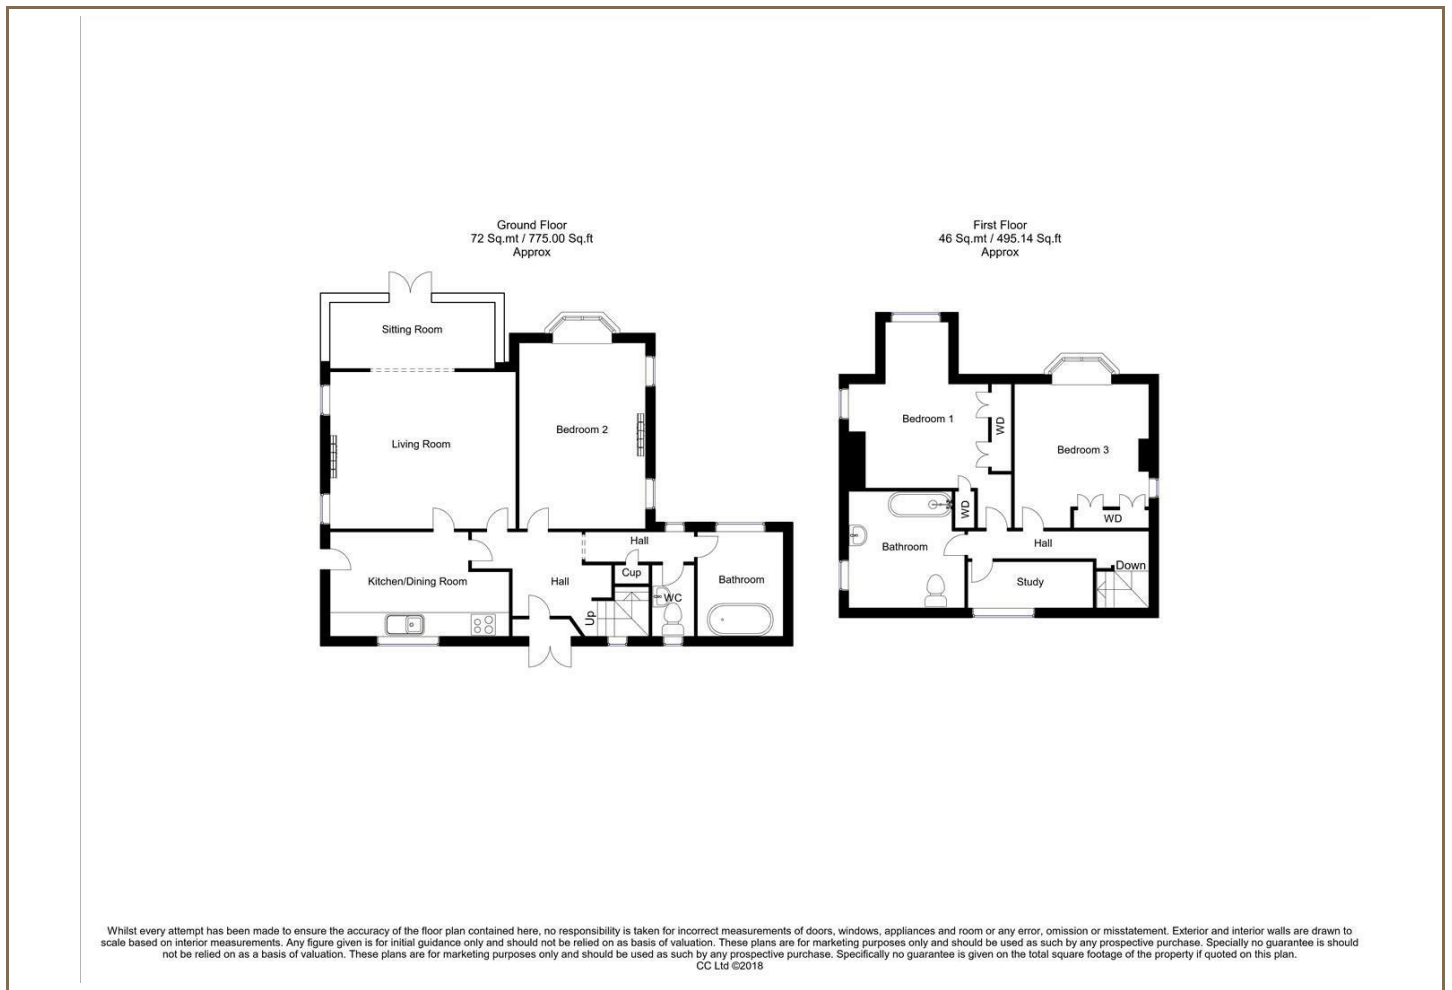 Ground Floor
72 Sq.mt / 775.00 Sq.ft
Approx
Sitting Room
Living Room
Bedroom 2
Kitchen/Dining Room
Hall
Hall
Cup
Up
WC
Bathroom
First Floor
46 Sq.mt / 495.14 Sq.ft
Approx
Bedroom 1
WD
Bedroom 3
WD
WD
Bathroom
Hall
Down
Study
Whilst every attempt has been made to ensure the accuracy of the floor plan contained here, no responsibility is taken for incorrect measurements of doors, windows, appliances and room or any error, omission or misstatement. Exterior and interior walls are drawn to
scale based on interior measurements. Any figure given is for initial guidance only and should not be relied on as basis of valuation. These plans are for marketing purposes only and should be used as such by any prospective purchase. Specially no guarantee is should
not be relied on as a basis of valuation. These plans are for marketing purposes only and should be used as such by any prospective purchase. Specifically no guarantee is given on the total square footage of the property if quoted on this plan.
CC Ltd ©2018